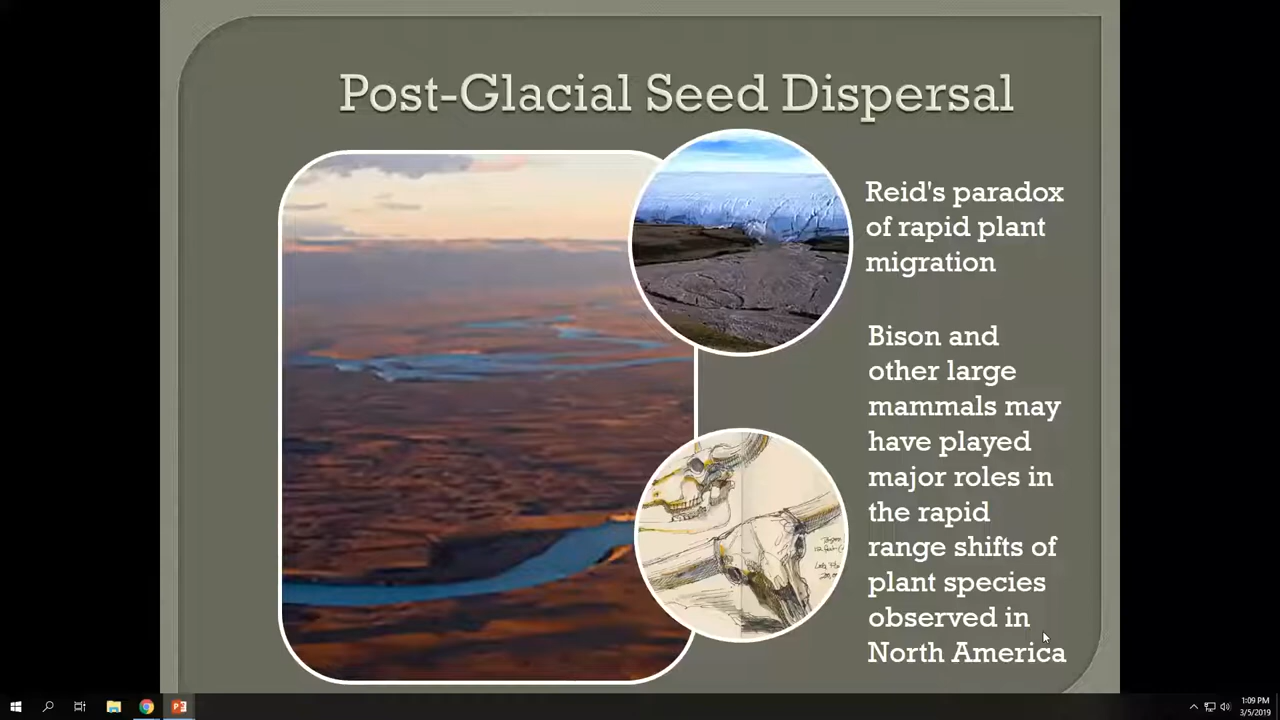 Post-Glacial Seed Dispersal
Reid's paradox
of rapid plant
migration
Bison and
other large
mammals may
have played
major roles in
the rapid
range shifts of
plant species
observed in
North America
1:09 PM
3/5/2019